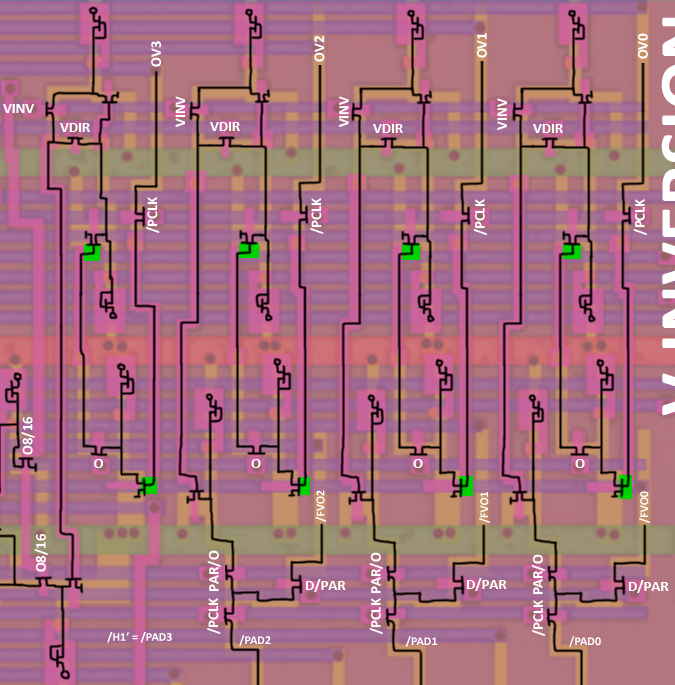 OV3
OV2
OV1
OV0
VINV
VINV
VINV
VINV
VDIR
VDIR
VDIR
VDIR
/PCLK
/PCLK
/PCLK
/PCLK
INVERSION
O8/16
O
O
O
O
/FVO2
/FVO1
/FVO0
O8/16
/PCLK PAR/O
D/PAR
/PCLK PAR/O
D/PAR
/PCLK PAR/O
D/PAR
/H1' = /PAD3
/PAD2
/PAD1
/PAD0